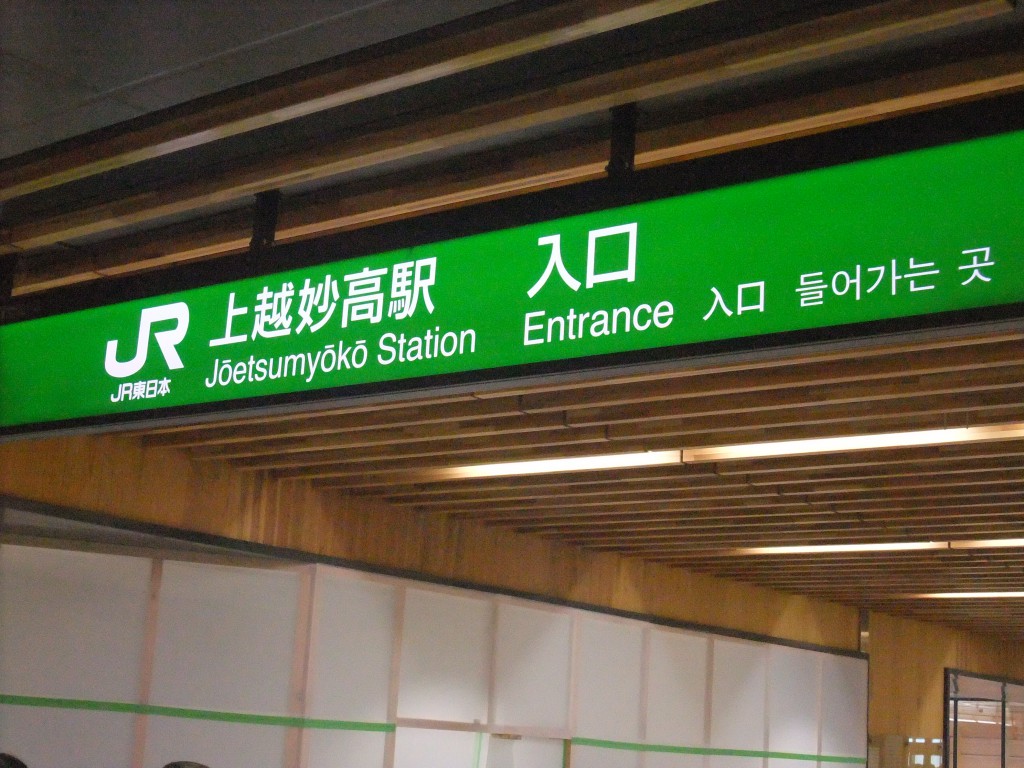 JR
JR東日本
上越妙高駅
Jōetsumyōkō Station
入口
Entrance
入口 들어가는 곳